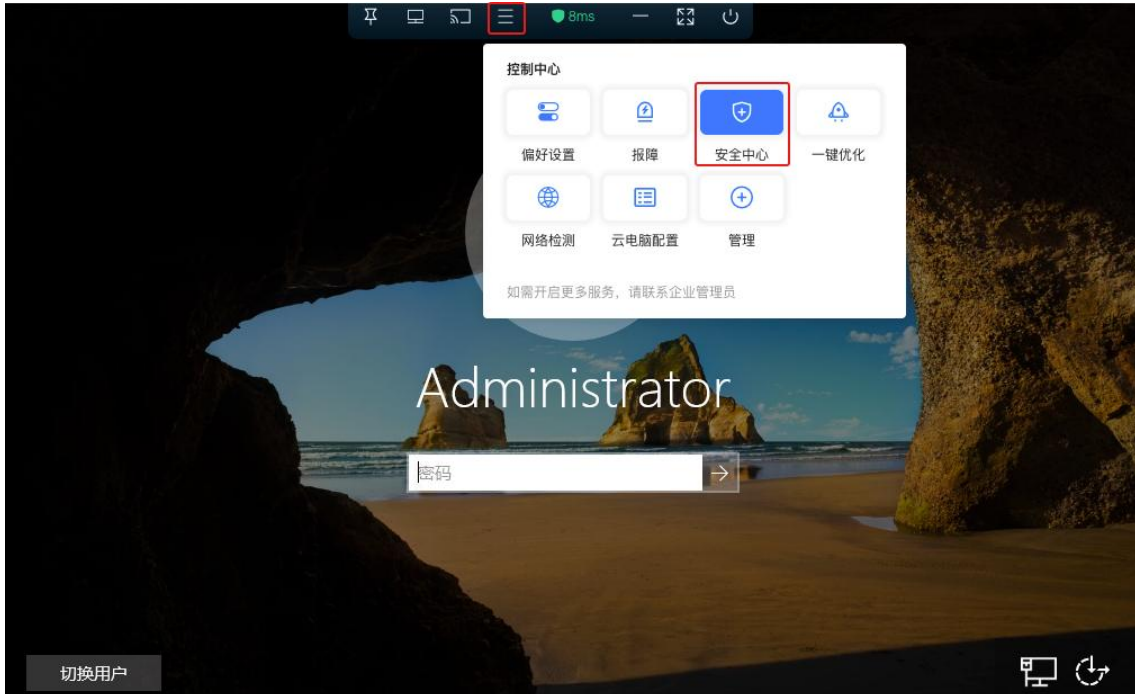 8ms
控制中心
偏好设置 报障 安全中心 一键优化
网络检测 云电脑配置 管理
如需开启更多服务，请联系企业管理员
Administrator
密码
切换用户